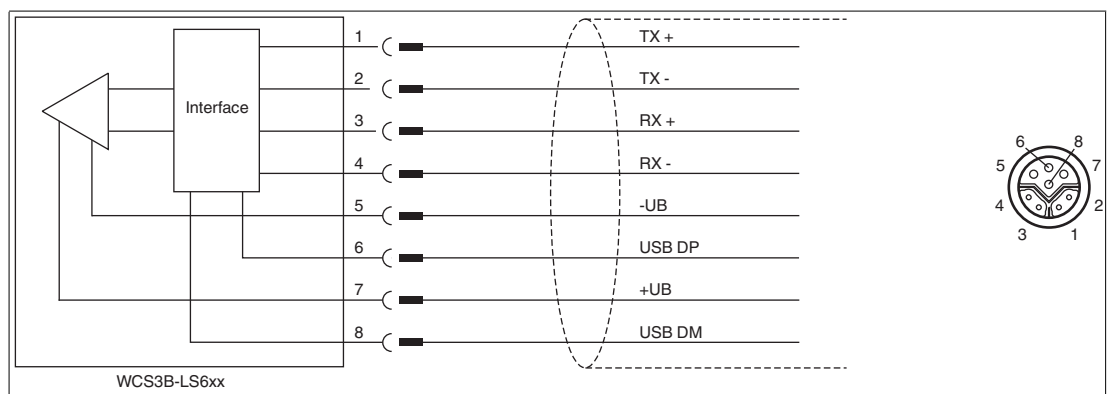 1 TX +
2 TX -
Interface
3 RX +
4 RX -
5 -UB
6 USB DP
7 +UB
8 USB DM
WCS3B-LS6xx
6 8
5 7
4 2
3 1